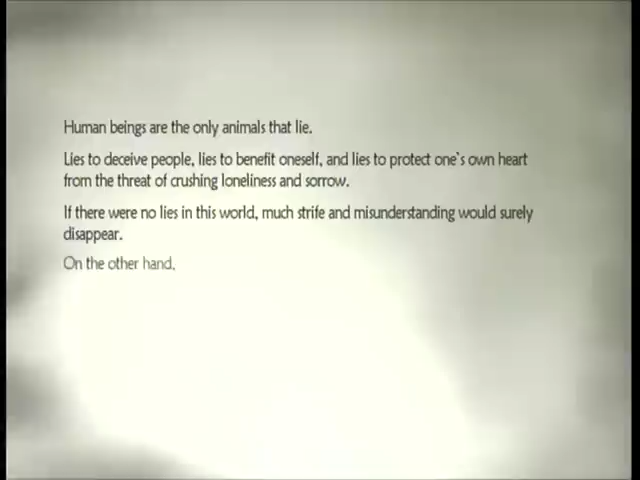 Human beings are the only animals that lie.
Lies to deceive people, lies to benefit oneself, and lies to protect one`s own heart
from the threat of crushing loneliness and sorrow.
If there were no lies in this world, much strife and misunderstanding would surely
disappear.
On the other hand,